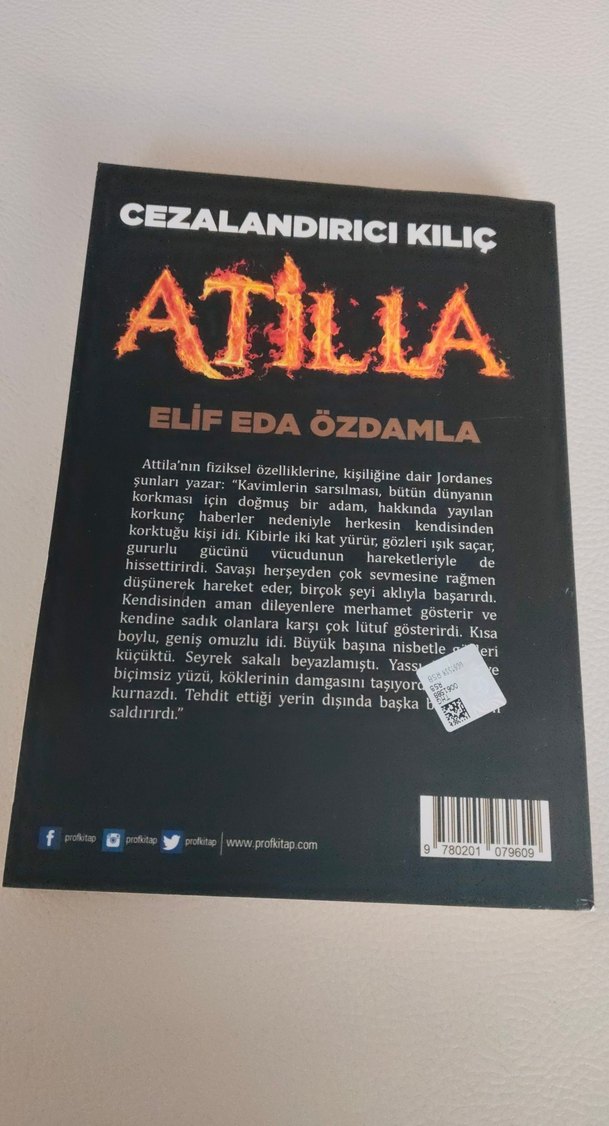 CEZALANDIRICI KILIÇ
ATİLLA
ELİF EDA ÖZDAMLA
Attila'nın fiziksel özelliklerine, kişiliğine dair Jordanes
şunları yazar: "Kavimlerin sarsılması, bütün dünyanın
korkması için doğmuş bir adam, hakkında yayılan
korkunç haberler nedeniyle herkesin kendisinden
korktuğu kişi idi. Kibirle iki kat yürür, gözleri ışık saçar,
gururlu gücünü vücudunun hareketleriyle de
hissettirirdi. Savaşı herşeyden çok sevmesine rağmen
düşünerek hareket eder, birçok şeyi aklıyla başarırdı.
Kendisinden aman dileyenlere merhamet gösterir ve
kendine sadık olanlara karşı çok lütuf gösterirdi. Kısa
boylu, geniş omuzlu idi. Büyük başına nisbetle
küçüktü. Seyrek sakalı beyazlamıştı.
biçimsiz yüzü, köklerinin damgasını
kurnazdı. Tehdit ettiği yerin dışında başka
saldırırdı."
profkitap profkitap profkitap www.profkitap.com
9 780201 079609